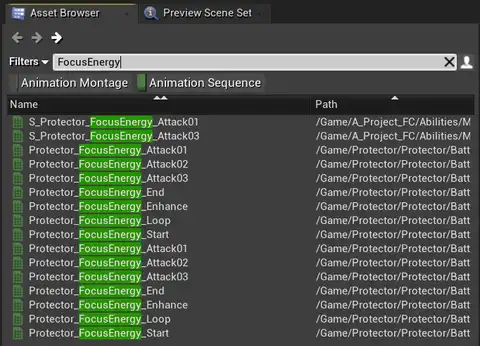 Asset Browser Preview Scene Set
Filters FocusEnergy
Animation Montage Animation Sequence
Name Path
S_Protector_FocusEnergy_Attack01 /Game/A_Project_FC/Abilities/M
S_Protector_FocusEnergy_Attack03 /Game/A_Project_FC/Abilities/M
Protector_FocusEnergy_Attack01 /Game/Protector/Protector/Batt
Protector_FocusEnergy_Attack02 /Game/Protector/Protector/Batt
Protector_FocusEnergy_Attack03 /Game/Protector/Protector/Batt
Protector_FocusEnergy_End /Game/Protector/Protector/Batt
Protector_FocusEnergy_Enhance /Game/Protector/Protector/Batt
Protector_FocusEnergy_Loop /Game/Protector/Protector/Batt
Protector_FocusEnergy_Start /Game/Protector/Protector/Batt
Protector_FocusEnergy_Attack01 /Game/Protector/Protector/Batt
Protector_FocusEnergy_Attack02 /Game/Protector/Protector/Batt
Protector_FocusEnergy_Attack03 /Game/Protector/Protector/Batt
Protector_FocusEnergy_End /Game/Protector/Protector/Batt
Protector_FocusEnergy_Enhance /Game/Protector/Protector/Batt
Protector_FocusEnergy_Loop /Game/Protector/Protector/Batt
Protector_FocusEnergy_Start /Game/Protector/Protector/Batt